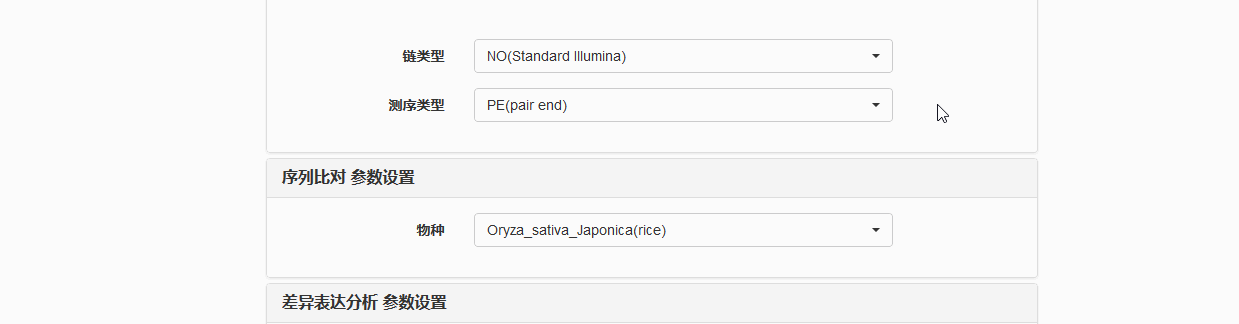 链类型 NO(Standard Illumina)
测序类型 PE(pair end)
序列比对 参数设置
物种 Oryza_sativa_Japonica(rice)
差异表达分析 参数设置